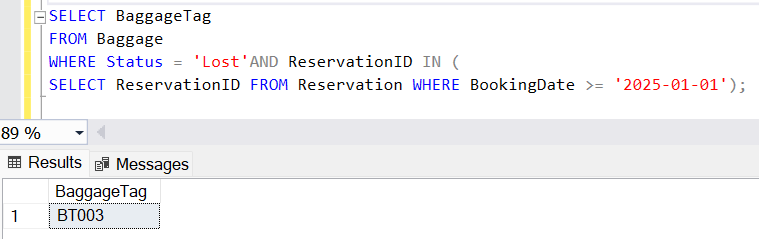 SELECT BaggageTag
FROM Baggage
WHERE Status = 'Lost'AND ReservationID IN (
SELECT ReservationID FROM Reservation WHERE BookingDate >= '2025-01-01');
89 %
Results Messages
BaggageTag
1 BT003